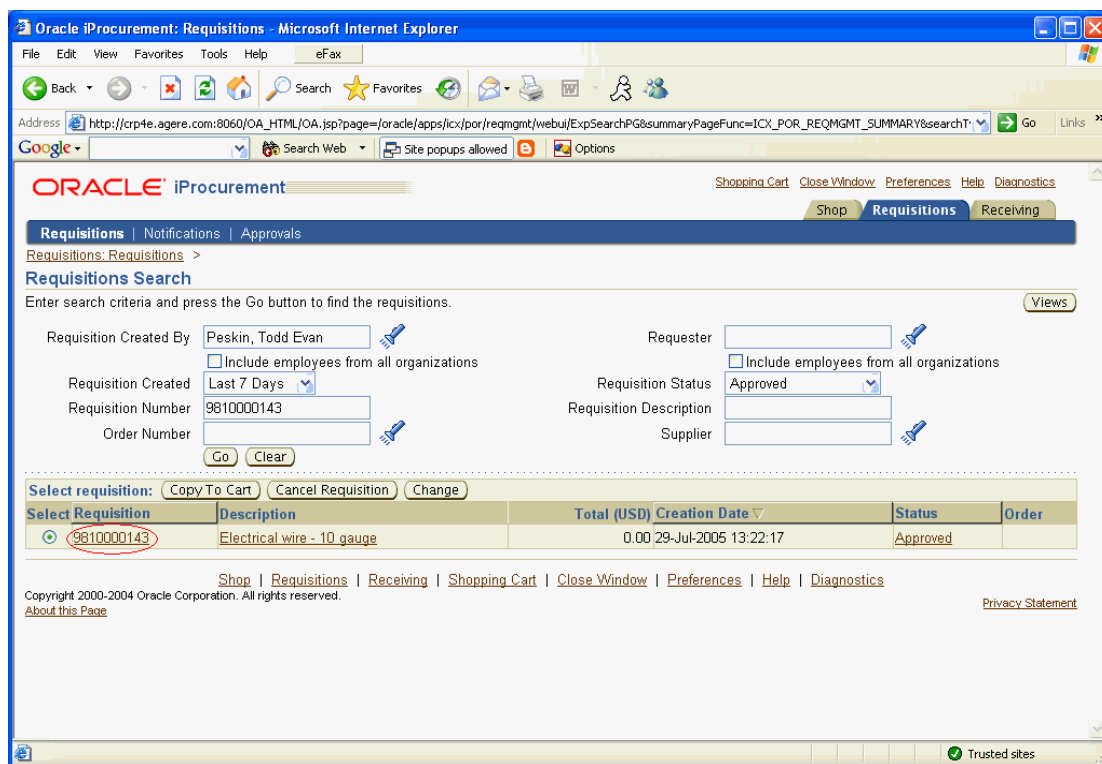 Oracle iProcurement: Requisitions - Microsoft Internet Explorer
File Edit View Favorites Tools Help eFax
Back Search Favorites
Address http://crp4e.agere.com:8060/OA_HTML/OA.jsp?page=/oracle/apps/icx/por/reqmgmt/webui/ExpSearchPG&summaryPageFunc=ICX_POR_REQMGMT_SUMMARY&searchT Go Links »
Google Search Web Site popups allowed Options
ORACLE iProcurement
Shopping Cart Close Window Preferences Help Diagnostics
Shop Requisitions Receiving
Requisitions | Notifications | Approvals
Requisitions: Requisitions >
Requisitions Search
Enter search criteria and press the Go button to find the requisitions. Views
Requisition Created By Peskin, Todd Evan Requester
Include employees from all organizations Include employees from all organizations
Requisition Created Last 7 Days Requisition Status Approved
Requisition Number 9810000143 Requisition Description
Order Number Supplier
Go Clear
Select requisition: Copy To Cart Cancel Requisition Change
Select Requisition Description Total (USD) Creation Date Status Order
9810000143 Electrical wire - 10 gauge 0.00 29-Jul-2005 13:22:17 Approved
Shop | Requisitions | Receiving | Shopping Cart | Close Window | Preferences | Help | Diagnostics
Copyright 2000-2004 Oracle Corporation. All rights reserved.
About this Page Privacy Statement
Trusted sites